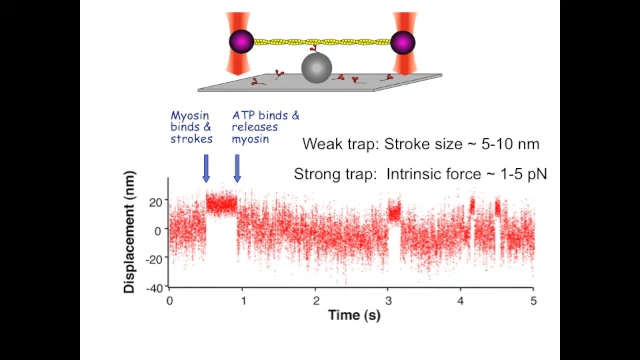 Myosin
binds &
strokes
ATP binds &
releases
myosin
Weak trap: Stroke size ~ 5-10 nm
Strong trap:  Intrinsic force ~ 1-5 pN
Displacement (nm)
20
0
-20
-40
0 1 2 3 4 5
Time (s)